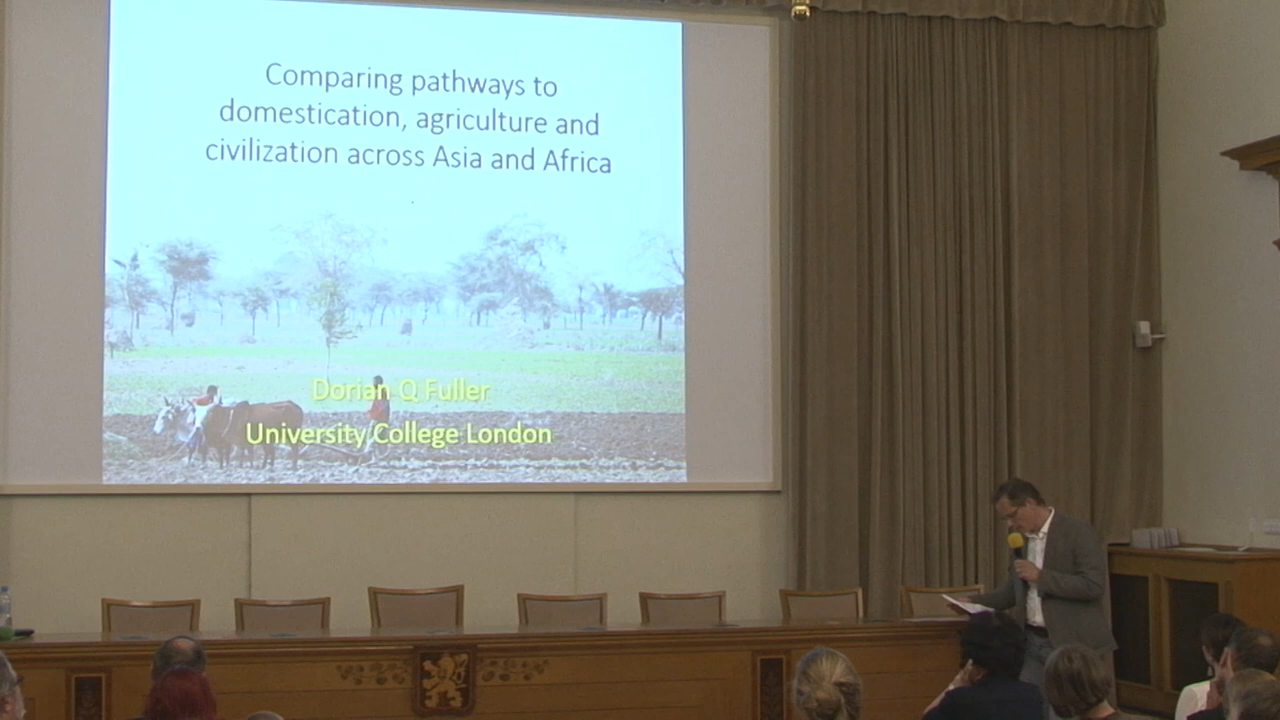 Comparing pathways to
domestication, agriculture and
civilization across Asia and Africa
Dorian Q Fuller
University College London